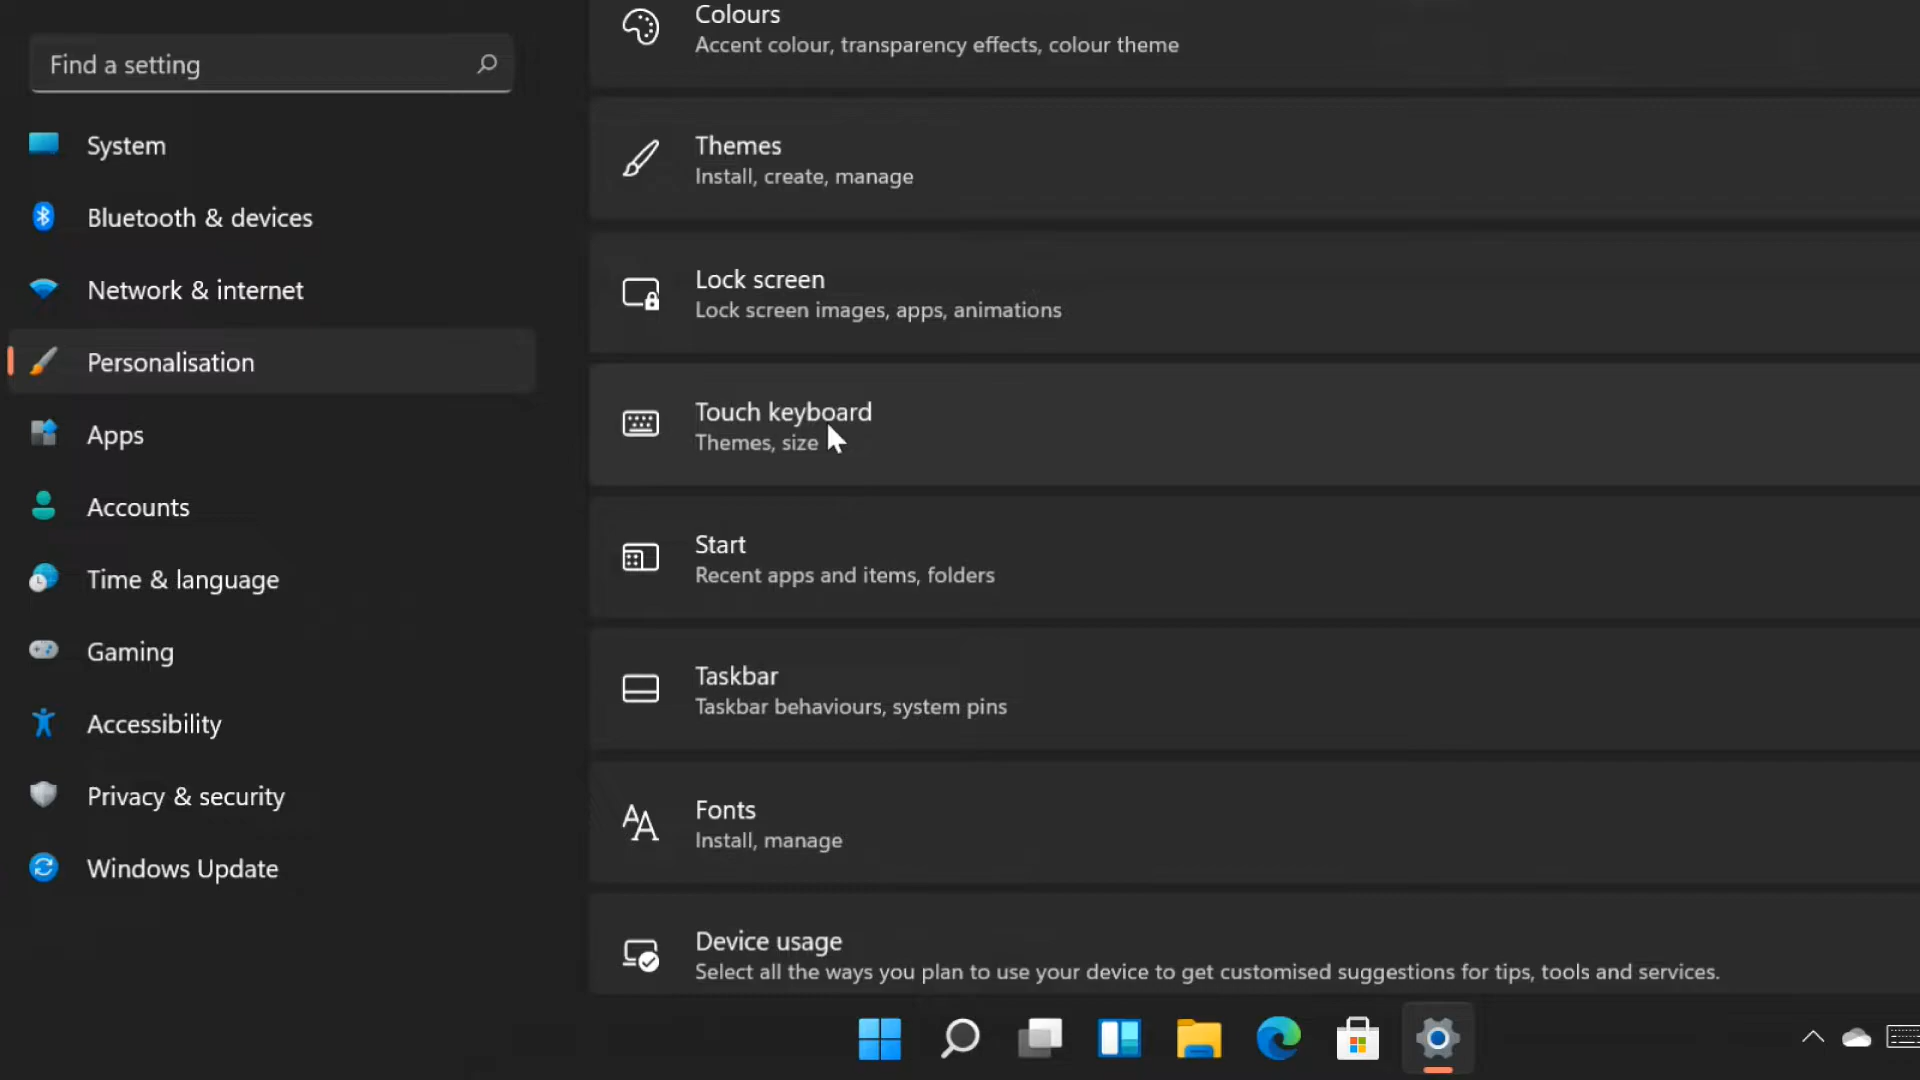 Find a setting
System
Bluetooth & devices
Network & internet
Personalisation
Apps
Accounts
Time & language
Gaming
Accessibility
Privacy & security
Windows Update
Colours
Accent colour, transparency effects, colour theme
Themes
Install, create, manage
Lock screen
Lock screen images, apps, animations
Touch keyboard
Themes, size
Start
Recent apps and items, folders
Taskbar
Taskbar behaviours, system pins
Fonts
Install, manage
Device usage
Select all the ways you plan to use your device to get customised suggestions for tips, tools and services.